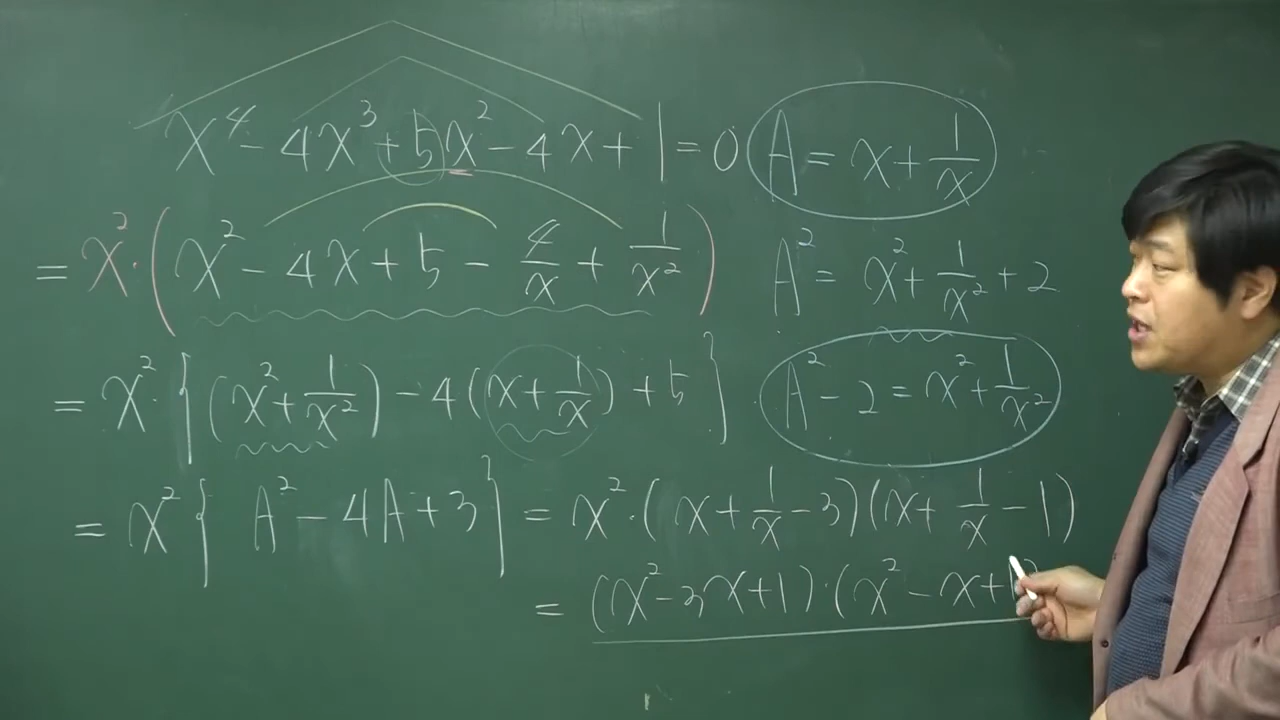 x⁴ - 4x³ + 5x² - 4x + 1 = 0
A = x + 1/x
= x² · (x² - 4x + 5 - 4/x + 1/x²)
A² = x² + 1/x² + 2
= x² · {(x² + 1/x²) - 4(x + 1/x) + 5}
A² - 2 = x² + 1/x²
= x² {A² - 4A + 3} = x² · (x + 1/x - 3)(x + 1/x - 1)
= (x² - 3x + 1) · (x² - x + 1)